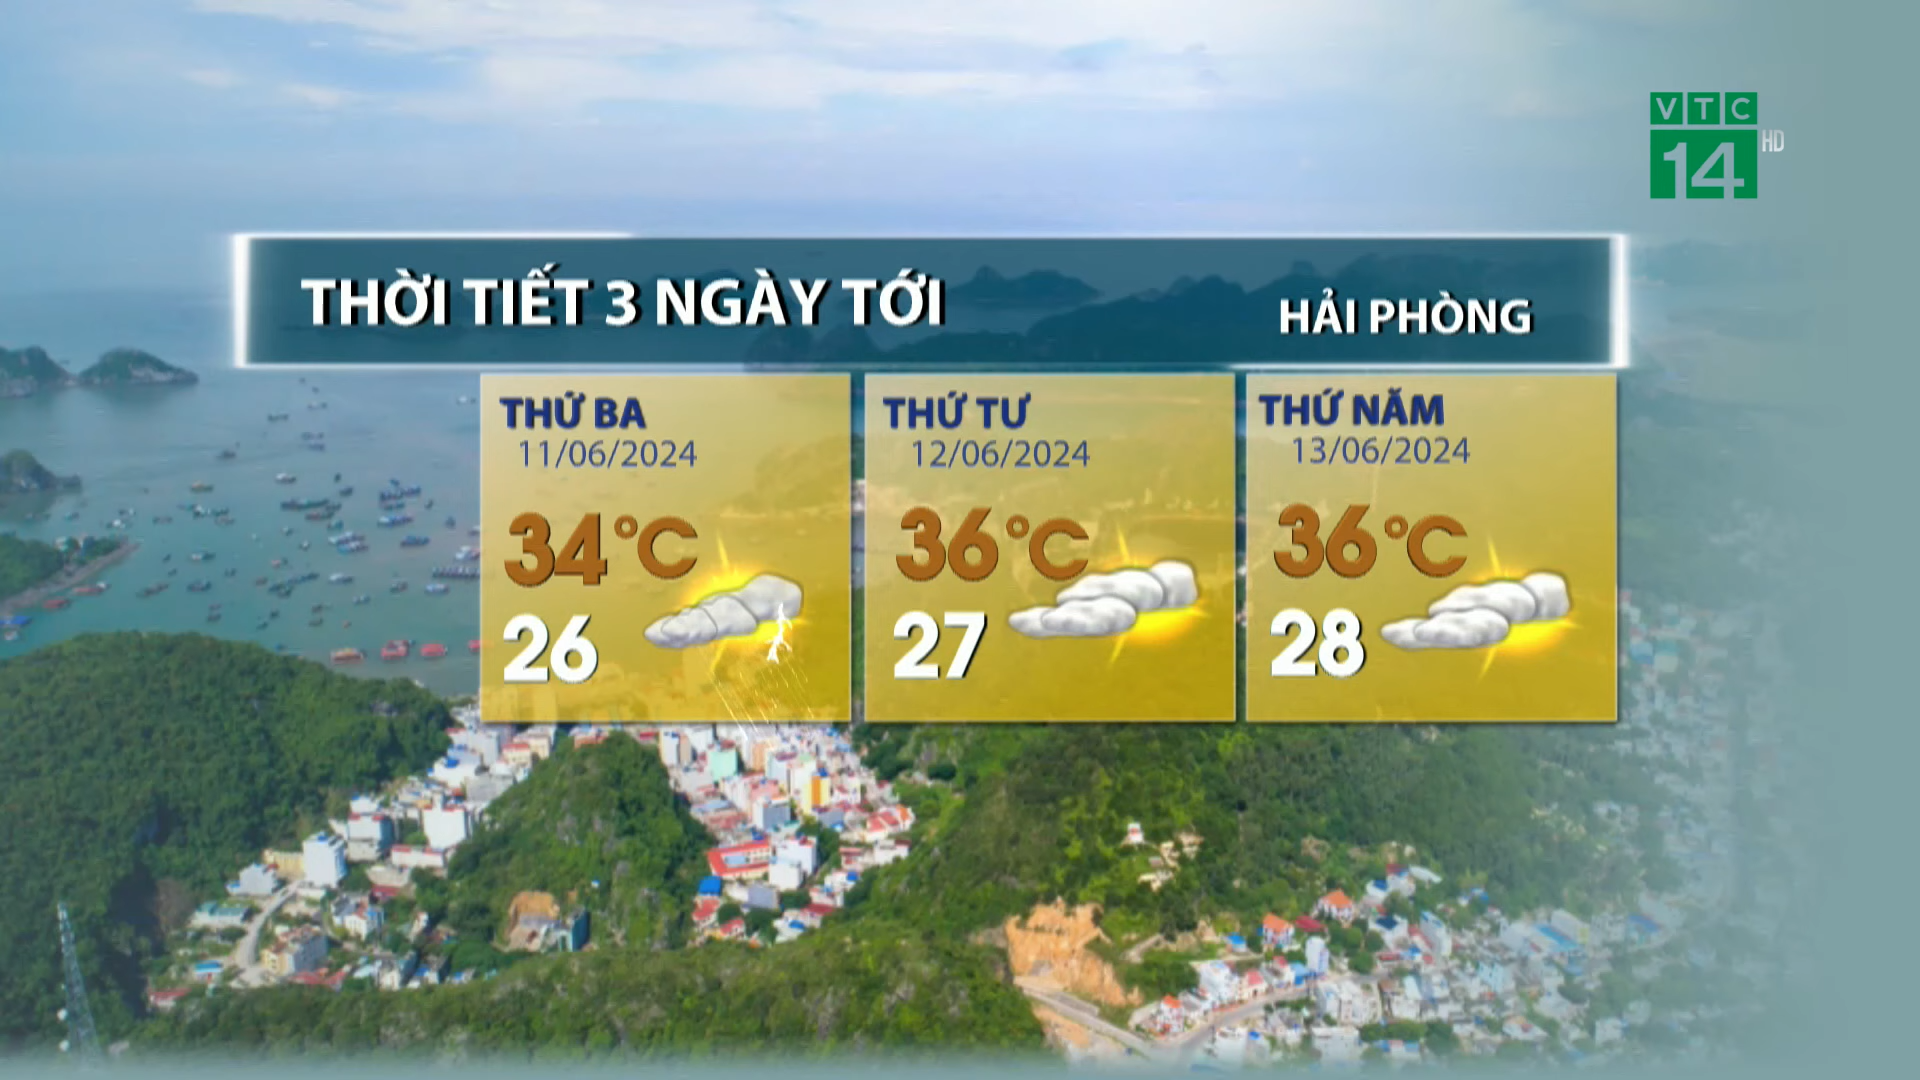 VTC
14 HD
THỜI TIẾT 3 NGÀY TỚI
HẢI PHÒNG
THỨ BA
11/06/2024
34°C
26
THỨ TƯ
12/06/2024
36°C
27
THỨ NĂM
13/06/2024
36°C
28